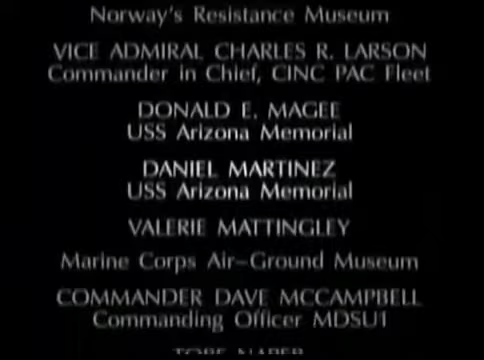 Norway's Resistance Museum
VICE ADMIRAL CHARLES R. LARSON
Commander in Chief, CINC PAC Fleet
DONALD E. MAGEE
USS Arizona Memorial
DANIEL MARTINEZ
USS Arizona Memorial
VALERIE MATTINGLEY
Marine Corps Air-Ground Museum
COMMANDER DAVE MCCAMPBELL
Commanding Officer MDSU1